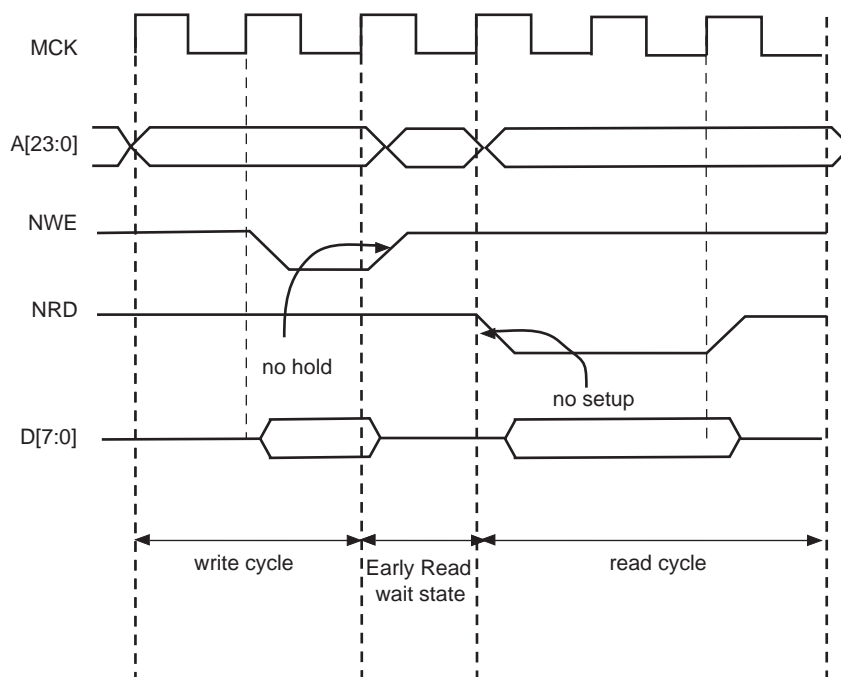 MCK
A[23:0]
NWE
NRD
no hold
no setup
D[7:0]
write cycle
Early Read
wait state
read cycle